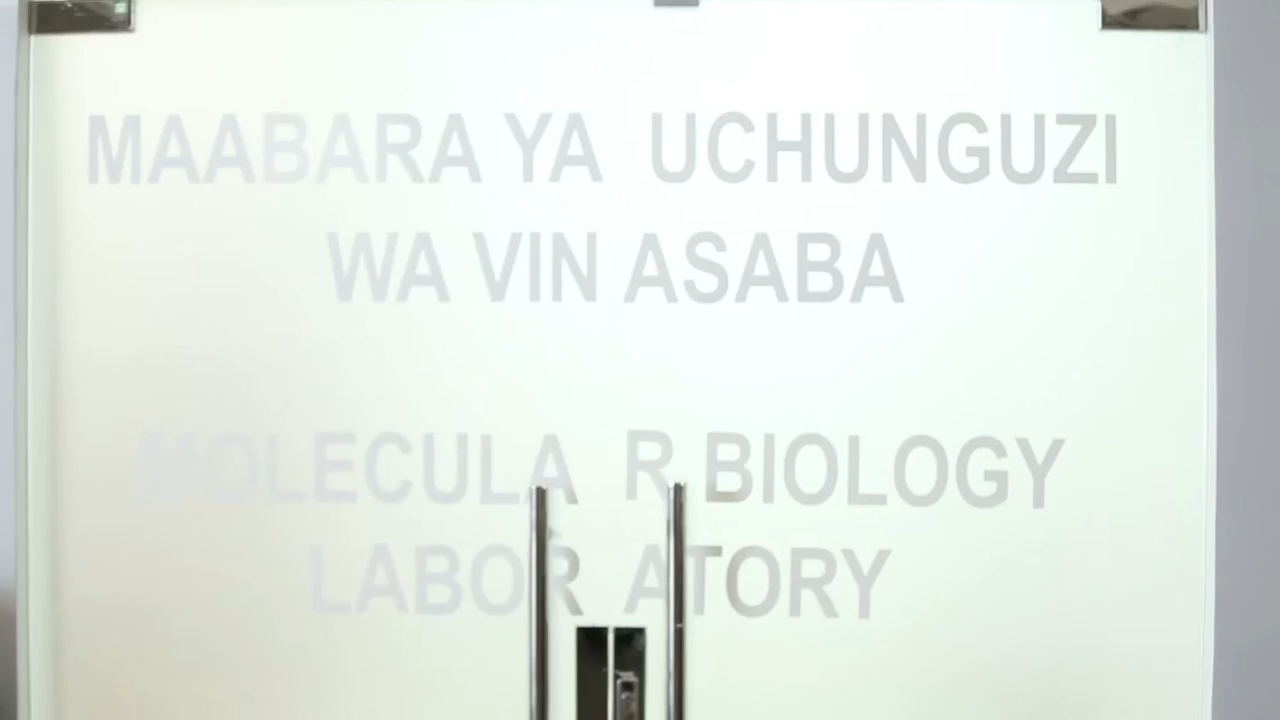 MAABARA YA UCHUNGUZI
WA VIN ASABA
MOLECULA R BIOLOGY
LABOR ATORY